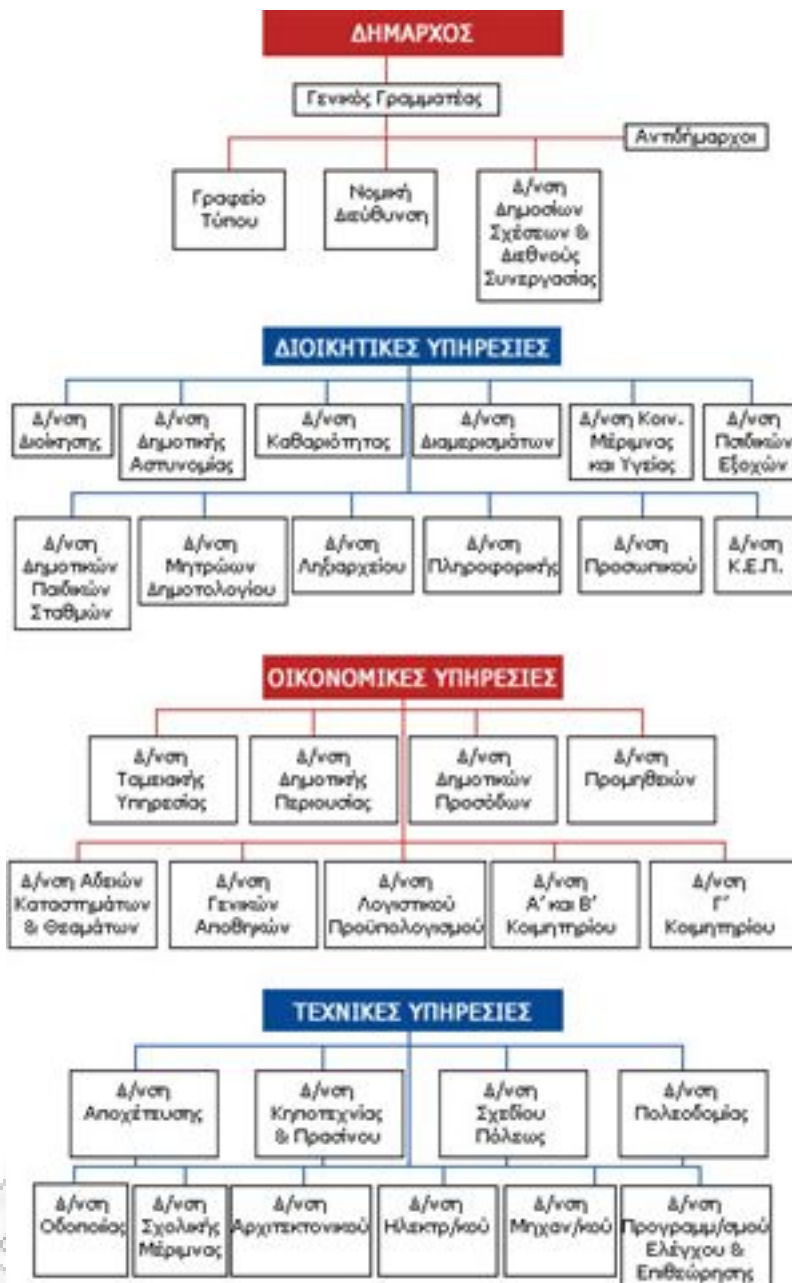 ΔΗΜΑΡΧΟΣ
Γενικός Γραμματέας
Αντιδήμαρχοι
Γραφείο
Τύπου
Νομική
Διεύθυνση
Δ/νση
Δημοσίων
Σχέσεων &
Διεθνούς
Συνεργασίας
ΔΙΟΙΚΗΤΙΚΕΣ ΥΠΗΡΕΣΙΕΣ
Δ/νση
Διοίκησης
Δ/νση
Δημοτικής
Αστυνομίας
Δ/νση
Καθαριότητας
Δ/νση
Διαμερισμάτων
Δ/νση Κοιν.
Μέριμνας
και Υγείας
Δ/νση
Παιδικών
Εξοχών
Δ/νση
Δημοτικών
Παιδικών
Σταθμών
Δ/νση
Μητρώων
Δημοτολογίου
Δ/νση
Ληξιαρχείου
Δ/νση
Πληροφορικής
Δ/νση
Προσωπικού
Δ/νση
Κ.Ε.Π.
ΟΙΚΟΝΟΜΙΚΕΣ ΥΠΗΡΕΣΙΕΣ
Δ/νση
Ταμειακής
Υπηρεσίας
Δ/νση
Δημοτικής
Περιουσίας
Δ/νση
Δημοτικών
Προσόδων
Δ/νση
Προμηθειών
Δ/νση Αδειών
Καταστημάτων
& Θεαμάτων
Δ/νση
Γενικών
Αποθηκών
Δ/νση
Λογιστικού
Προϋπολογισμού
Δ/νση
Α' και Β'
Κοιμητηρίου
Δ/νση
Γ'
Κοιμητηρίου
ΤΕΧΝΙΚΕΣ ΥΠΗΡΕΣΙΕΣ
Δ/νση
Αποχέτευσης
Δ/νση
Κηποτεχνίας
& Πρασίνου
Δ/νση
Σχεδίου
Πόλεως
Δ/νση
Πολεοδομίας
Δ/νση
Οδοποιίας
Δ/νση
Σχολικής
Μέριμνας
Δ/νση
Αρχιτεκτονικού
Δ/νση
Ηλεκτρ/κού
Δ/νση
Μηχαν/κού
Δ/νση
Προγραμμ/σμού
Ελέγχου &
Επιθεώρησης